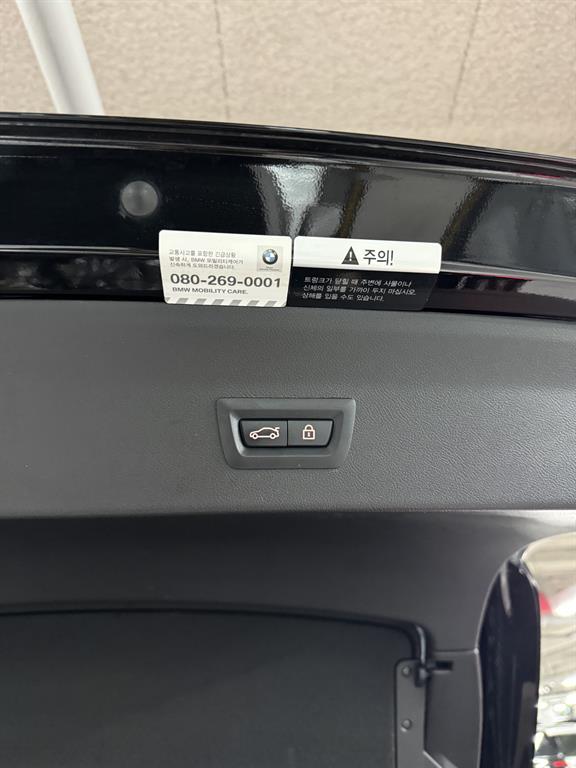 교통사고를 포함한 긴급상황
발생 시, BMW 모빌리티케어가
신속하게 도와드리겠습니다.
080-269-0001
BMW MOBILITY CARE.
주의!
트렁크가 닫힐 때 주변에 사물이나
신체의 일부를 가까이 두지 마십시오.
상해를 입을 수도 있습니다.